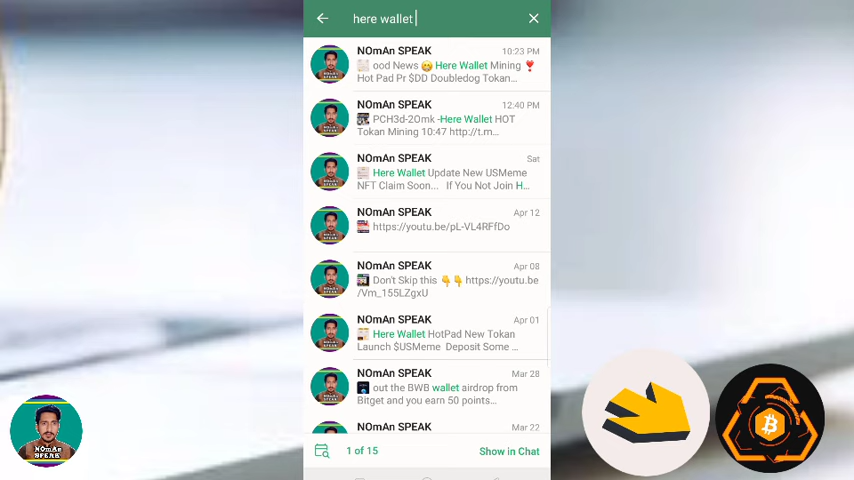 here wallet
NOmAn SPEAK 10:23 PM
ood News 😄 Here Wallet Mining ❣️
Hot Pad Pr $DD Doubledog Tokan...
NOmAn SPEAK 12:40 PM
PCH3d-2Omk -Here Wallet HOT
Tokan Mining 10:47 http://t.m...
NOmAn SPEAK Sat
Here Wallet Update New USMeme
NFT Claim Soon... If You Not Join H...
NOmAn SPEAK Apr 12
https://youtu.be/pL-VL4RFfDo
NOmAn SPEAK Apr 08
Don't Skip this 👇👇 https://youtu.be
/Vm_155LZgxU
NOmAn SPEAK Apr 01
Here Wallet HotPad New Tokan
Launch $USMeme Deposit Some ...
NOmAn SPEAK Mar 28
out the BWB wallet airdrop from
Bitget and you earn 50 points...
NOmAn SPEAK Mar 22
1 of 15 Show in Chat
NOmAn
SPEAK